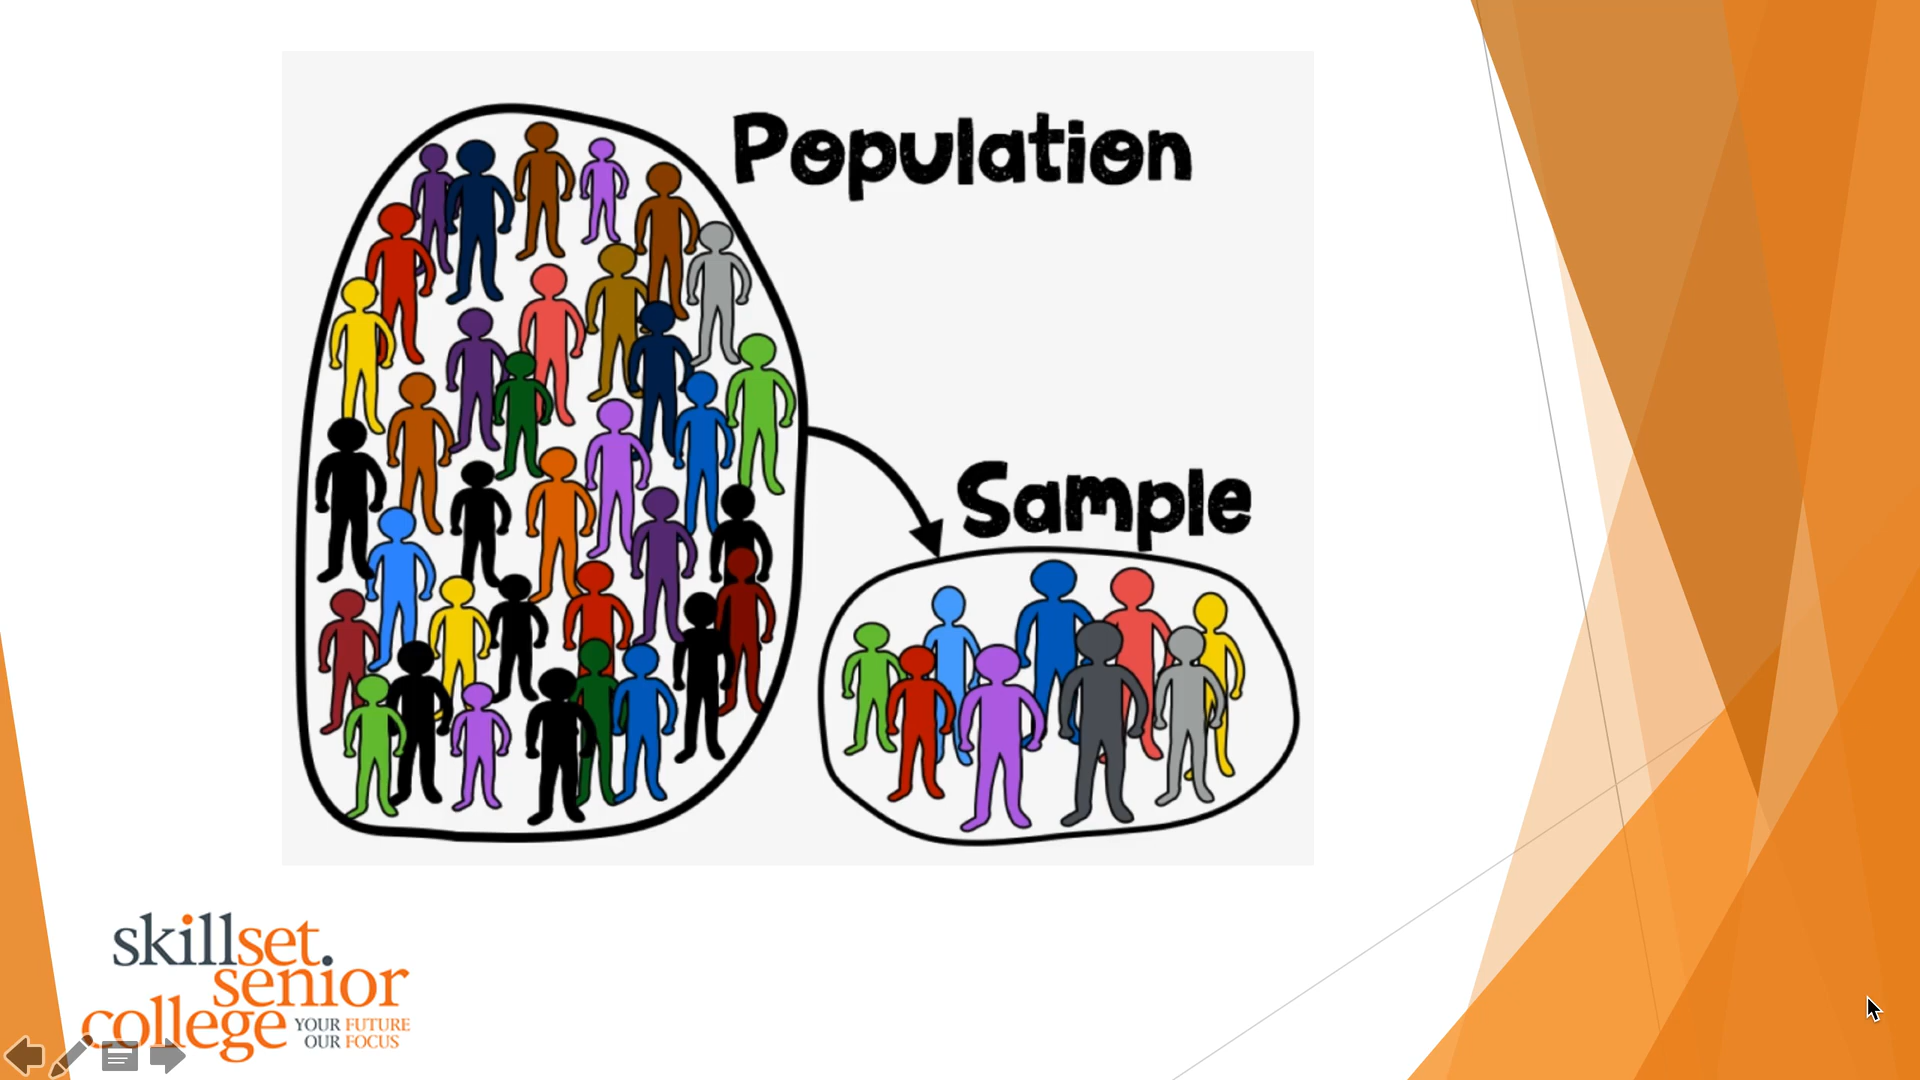 Population
Sample
skillset.
senior
college
YOUR FUTURE
OUR FOCUS